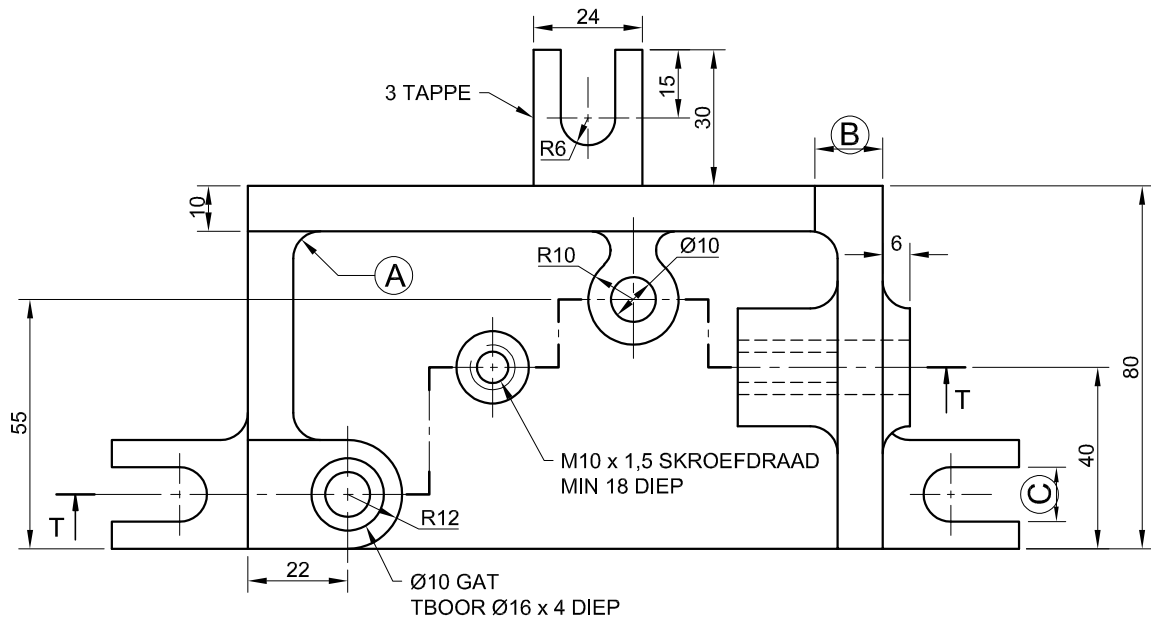 24
3 TAPPE
15
30
R6
B
10
6
A
R10
Ø10
80
55
T
40
M10 x 1,5 SKROEFDRAAD
MIN 18 DIEP
C
T
R12
22
Ø10 GAT
TBOOR Ø16 x 4 DIEP